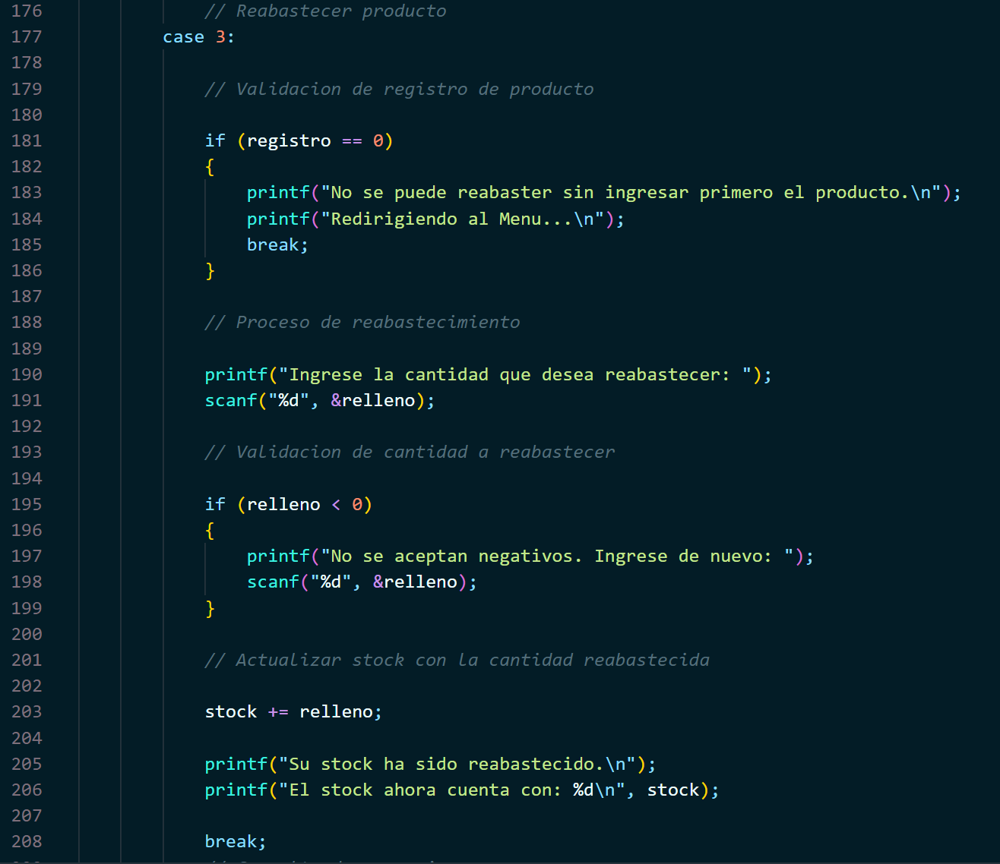 176 // Reabastecer producto
177 case 3:
178
179 // Validacion de registro de producto
180
181 if (registro == 0)
182 {
183 printf("No se puede reabaster sin ingresar primero el producto.\n");
184 printf("Redirigiendo al Menu...\n");
185 break;
186 }
187
188 // Proceso de reabastecimiento
189
190 printf("Ingrese la cantidad que desea reabastecer: ");
191 scanf("%d", &relleno);
192
193 // Validacion de cantidad a reabastecer
194
195 if (relleno < 0)
196 {
197 printf("No se aceptan negativos. Ingrese de nuevo: ");
198 scanf("%d", &relleno);
199 }
200
201 // Actualizar stock con la cantidad reabastecida
202
203 stock += relleno;
204
205 printf("Su stock ha sido reabastecido.\n");
206 printf("El stock ahora cuenta con: %d\n", stock);
207
208 break;